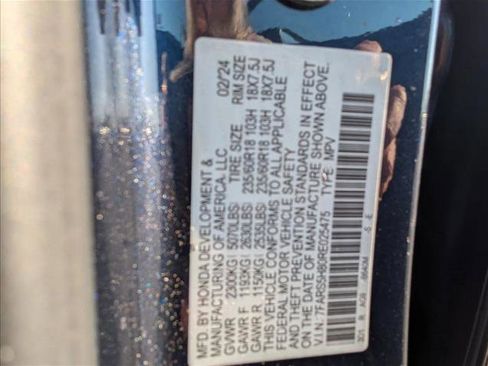 MFD. BY HONDA DEVELOPMENT & 02/24
MANUFACTURING OF AMERICA, LLC
GVWR 2300KG( 5070LBS) TIRE SIZE RIM SIZE
GAWR F 1193KG( 2630LBS) 235/60R18 103H 18X7.5J
GAWR R 1150KG( 2535LBS) 235/60R18 103H 18X7.5J
THIS VEHICLE CONFORMS TO ALL APPLICABLE
FEDERAL MOTOR VEHICLE SAFETY
AND THEFT PREVENTION STANDARDS IN EFFECT
ON THE DATE OF MANUFACTURE SHOWN ABOVE.
V.I.N.: 7FARS5H80RE025475 TYPE: MPV